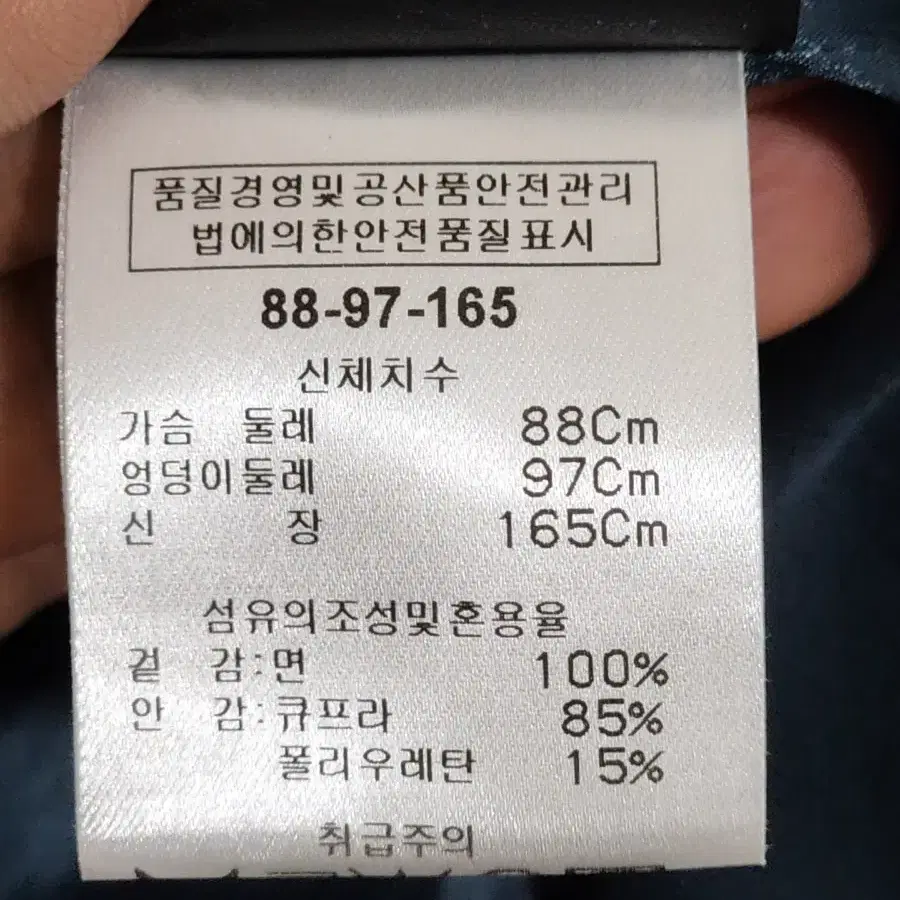 품질경영및공산품안전관리
법에의한안전품질표시
88-97-165
신체치수
가슴 둘레 88Cm
엉덩이둘레 97Cm
신 장 165Cm
섬유의조성및혼용율
겉 감:면 100%
안 감:큐프라 85%
폴리우레탄 15%
취급주의